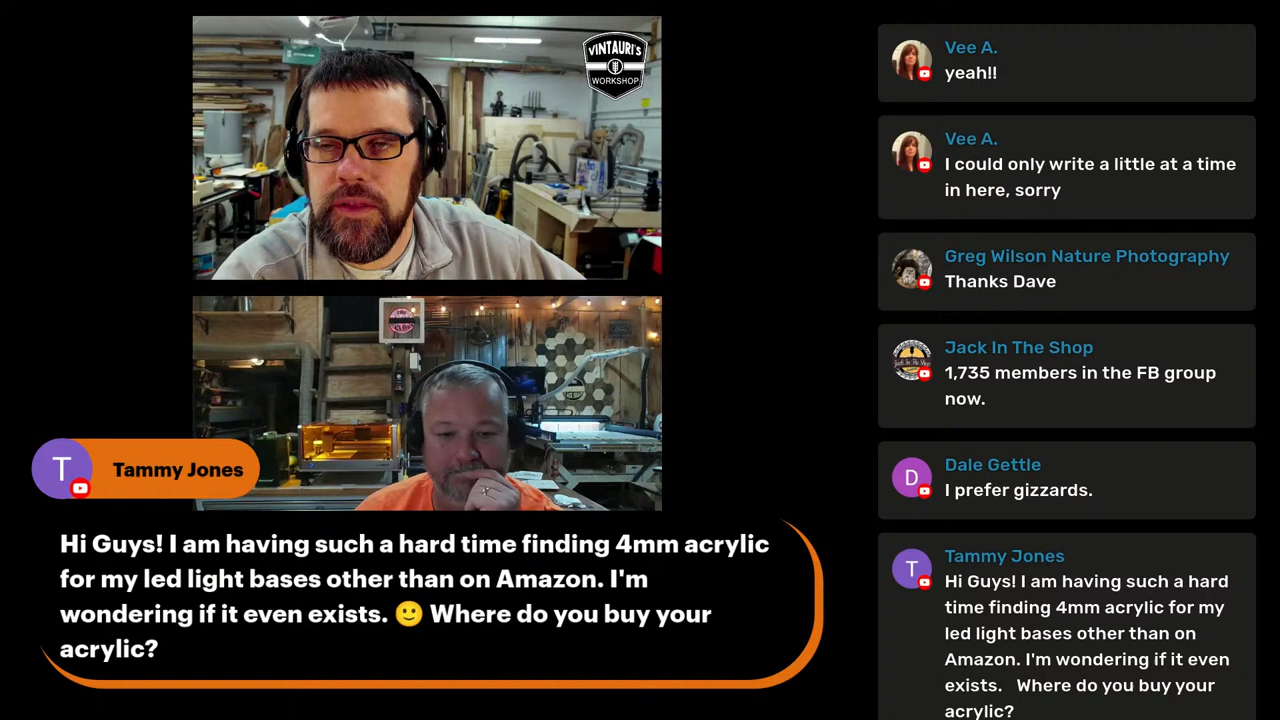 VINTAURI'S
WORKSHOP
Tammy Jones
Hi Guys! I am having such a hard time finding 4mm acrylic
for my led light bases other than on Amazon. I'm
wondering if it even exists. 🙂 Where do you buy your
acrylic?
Vee A.
yeah!!
Vee A.
I could only write a little at a time
in here, sorry
Greg Wilson Nature Photography
Thanks Dave
Jack In The Shop
1,735 members in the FB group
now.
Dale Gettle
I prefer gizzards.
Tammy Jones
Hi Guys! I am having such a hard
time finding 4mm acrylic for my
led light bases other than on
Amazon. I'm wondering if it even
exists. Where do you buy your
acrylic?
T
D
T